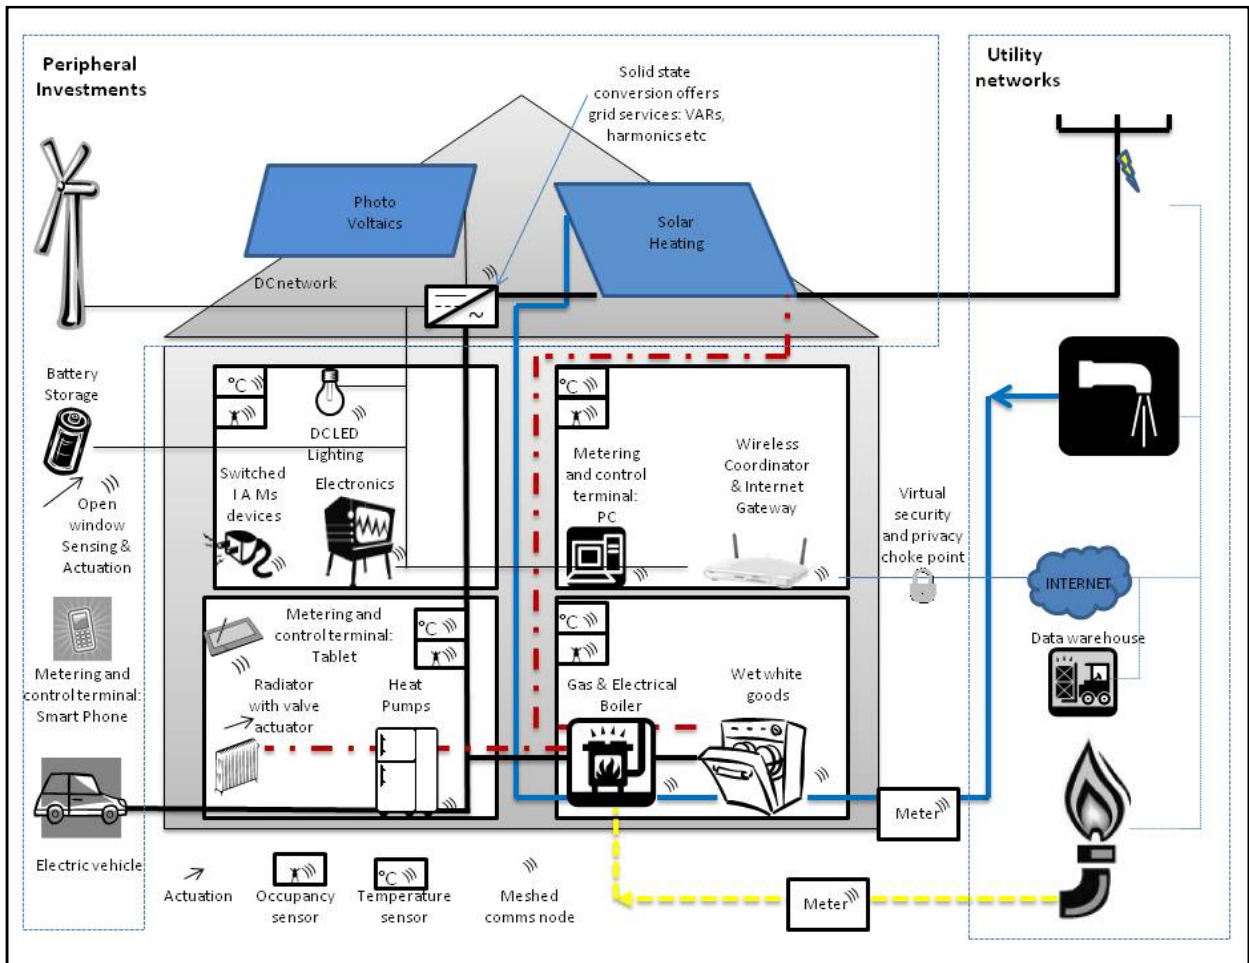 Peripheral
Investments
Solid state
conversion offers
grid services: VARs,
harmonics etc
Utility
networks
Photo
Voltaics
Solar
Heating
DC network
~
Battery
Storage
°C
DC LED
Lighting
°C
Switched
I A Ms
devices
Electronics
Metering
and control
terminal:
PC
Wireless
Coordinator
& Internet
Gateway
Open
window
Sensing &
Actuation
Virtual
security
and privacy
choke point
INTERNET
Data warehouse
Metering and
control terminal:
Smart Phone
Metering and
control terminal:
Tablet
°C
°C
Radiator
with valve
actuator
Heat
Pumps
Gas & Electrical
Boiler
Wet white
goods
Meter
Electric vehicle
Actuation
Occupancy
sensor
°C
Temperature
sensor
Meshed
comms node
Meter